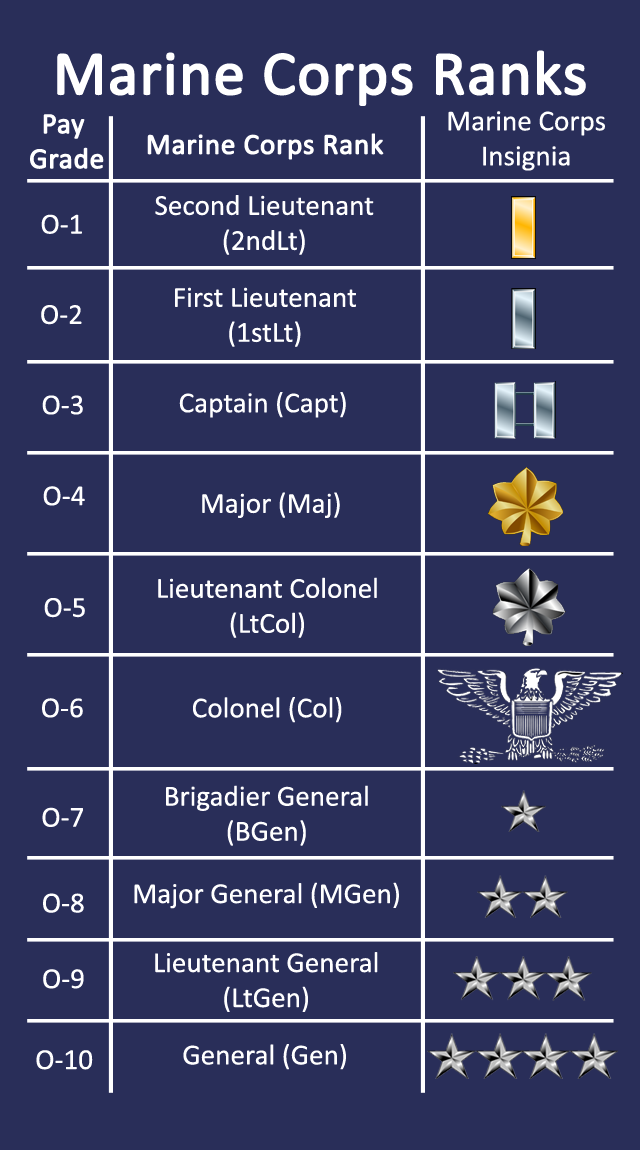 Marine Corps Ranks
Pay
Grade
Marine Corps Rank
Marine Corps
Insignia
O-1
Second Lieutenant
(2ndLt)
O-2
First Lieutenant
(1stLt)
O-3
Captain (Capt)
O-4
Major (Maj)
O-5
Lieutenant Colonel
(LtCol)
O-6
Colonel (Col)
O-7
Brigadier General
(BGen)
O-8
Major General (MGen)
O-9
Lieutenant General
(LtGen)
O-10
General (Gen)